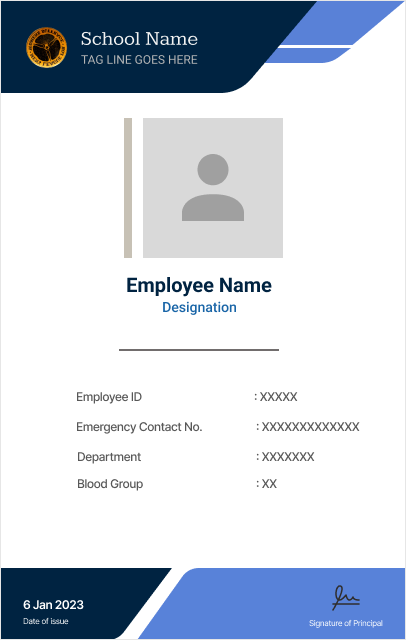 School Name
TAG LINE GOES HERE
Employee Name
Designation
Employee ID : XXXXX
Emergency Contact No. : XXXXXXXXXXXXX
Department : XXXXXXX
Blood Group : XX
6 Jan 2023
Date of issue
Signature of Principal